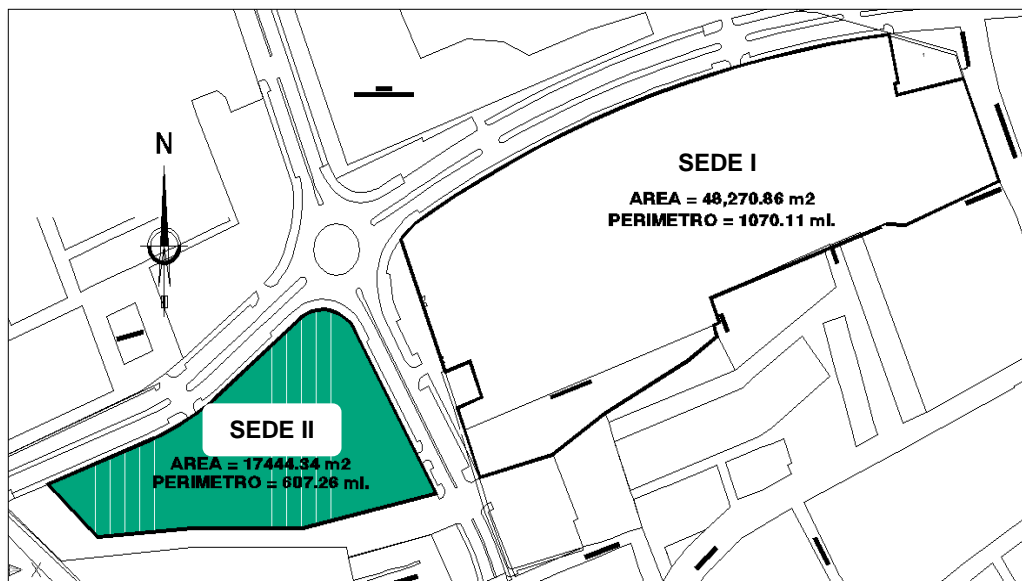 N
SEDE I
AREA = 48,270.86 m2
PERIMETRO = 1070.11 ml.
SEDE II
AREA = 17444.34 m2
PERIMETRO = 607.26 ml.